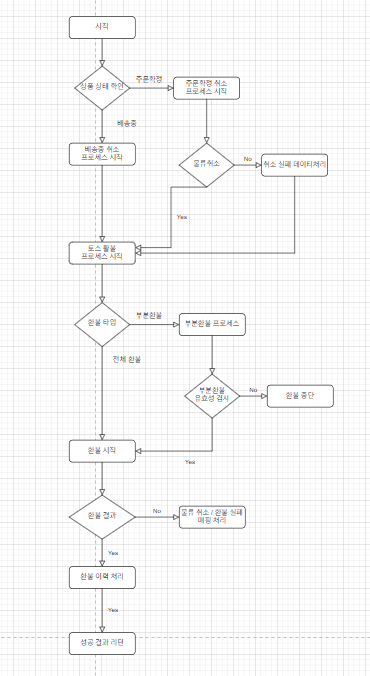 시작
상품 상태 확인
주문확정
주문확정 취소
프로세스 시작
배송중
배송중 취소
프로세스 시작
물류취소
No
취소 실패 데이터처리
Yes
토스 환불
프로세스 시작
환불 타입
부분환불
부분환불 프로세스
전체 환불
부분환불
유효성 검사
No
환불 중단
환불 시작
Yes
환불 결과
No
물류 취소 / 환불 실패
매핑 처리
Yes
환불 이력 처리
Yes
성공 결과 리턴